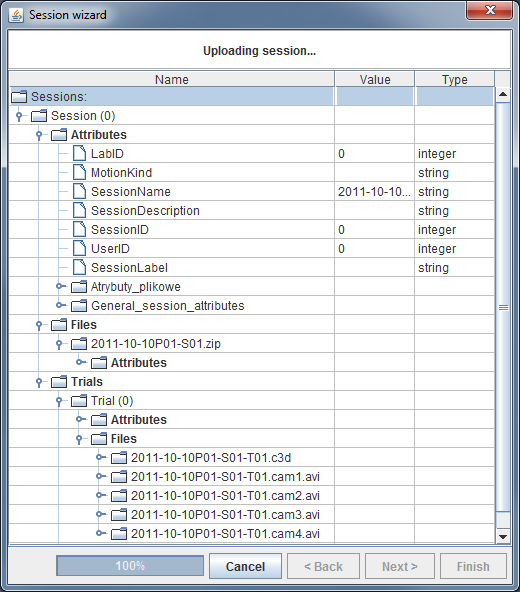 Session wizard
Uploading session...
Name Value Type
Sessions:
Session (0)
Attributes
LabID 0 integer
MotionKind string
SessionName 2011-10-10... string
SessionDescription string
SessionID 0 integer
UserID 0 integer
SessionLabel string
Atrybuty_plikowe
General_session_attributes
Files
2011-10-10P01-S01.zip
Attributes
Trials
Trial (0)
Attributes
Files
2011-10-10P01-S01-T01.c3d
2011-10-10P01-S01-T01.cam1.avi
2011-10-10P01-S01-T01.cam2.avi
2011-10-10P01-S01-T01.cam3.avi
2011-10-10P01-S01-T01.cam4.avi
100% Cancel < Back Next > Finish